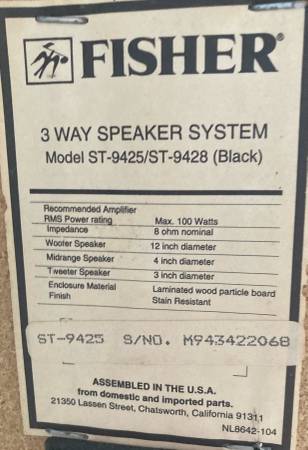 FISHER®
3 WAY SPEAKER SYSTEM
Model ST-9425/ST-9428 (Black)
Recommended Amplifier
RMS Power rating Max. 100 Watts
Impedance 8 ohm nominal
Woofer Speaker 12 inch diameter
Midrange Speaker 4 inch diameter
Tweeter Speaker 3 inch diameter
Enclosure Material Laminated wood particle board
Finish Stain Resistant
ST-9425 S/NO. M943422068
ASSEMBLED IN THE U.S.A.
from domestic and imported parts.
21350 Lassen Street, Chatsworth, California 91311
NL8642-104